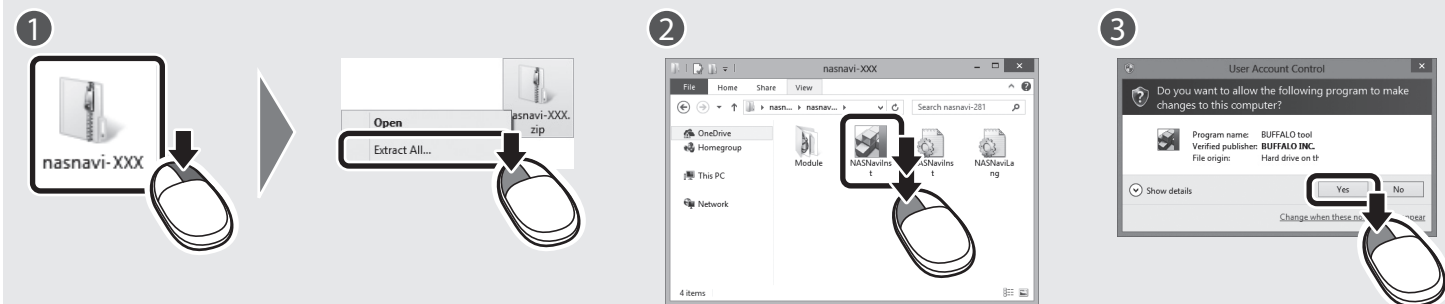 1
nasnavi-XXX
asnavi-XXX.
zip
Open
Extract All...
2
nasnavi-XXX
File Home Share View
nasn... nasnav... Search nasnavi-281
OneDrive
Homegroup
This PC
Network
Module
NASNaviIns
t
ASNaviIns
t
NASNaviLa
ng
4 items
3
User Account Control
Do you want to allow the following program to make
changes to this computer?
Program name: BUFFALO tool
Verified publisher: BUFFALO INC.
File origin: Hard drive on th
Show details
Yes No
Change when these no ppear